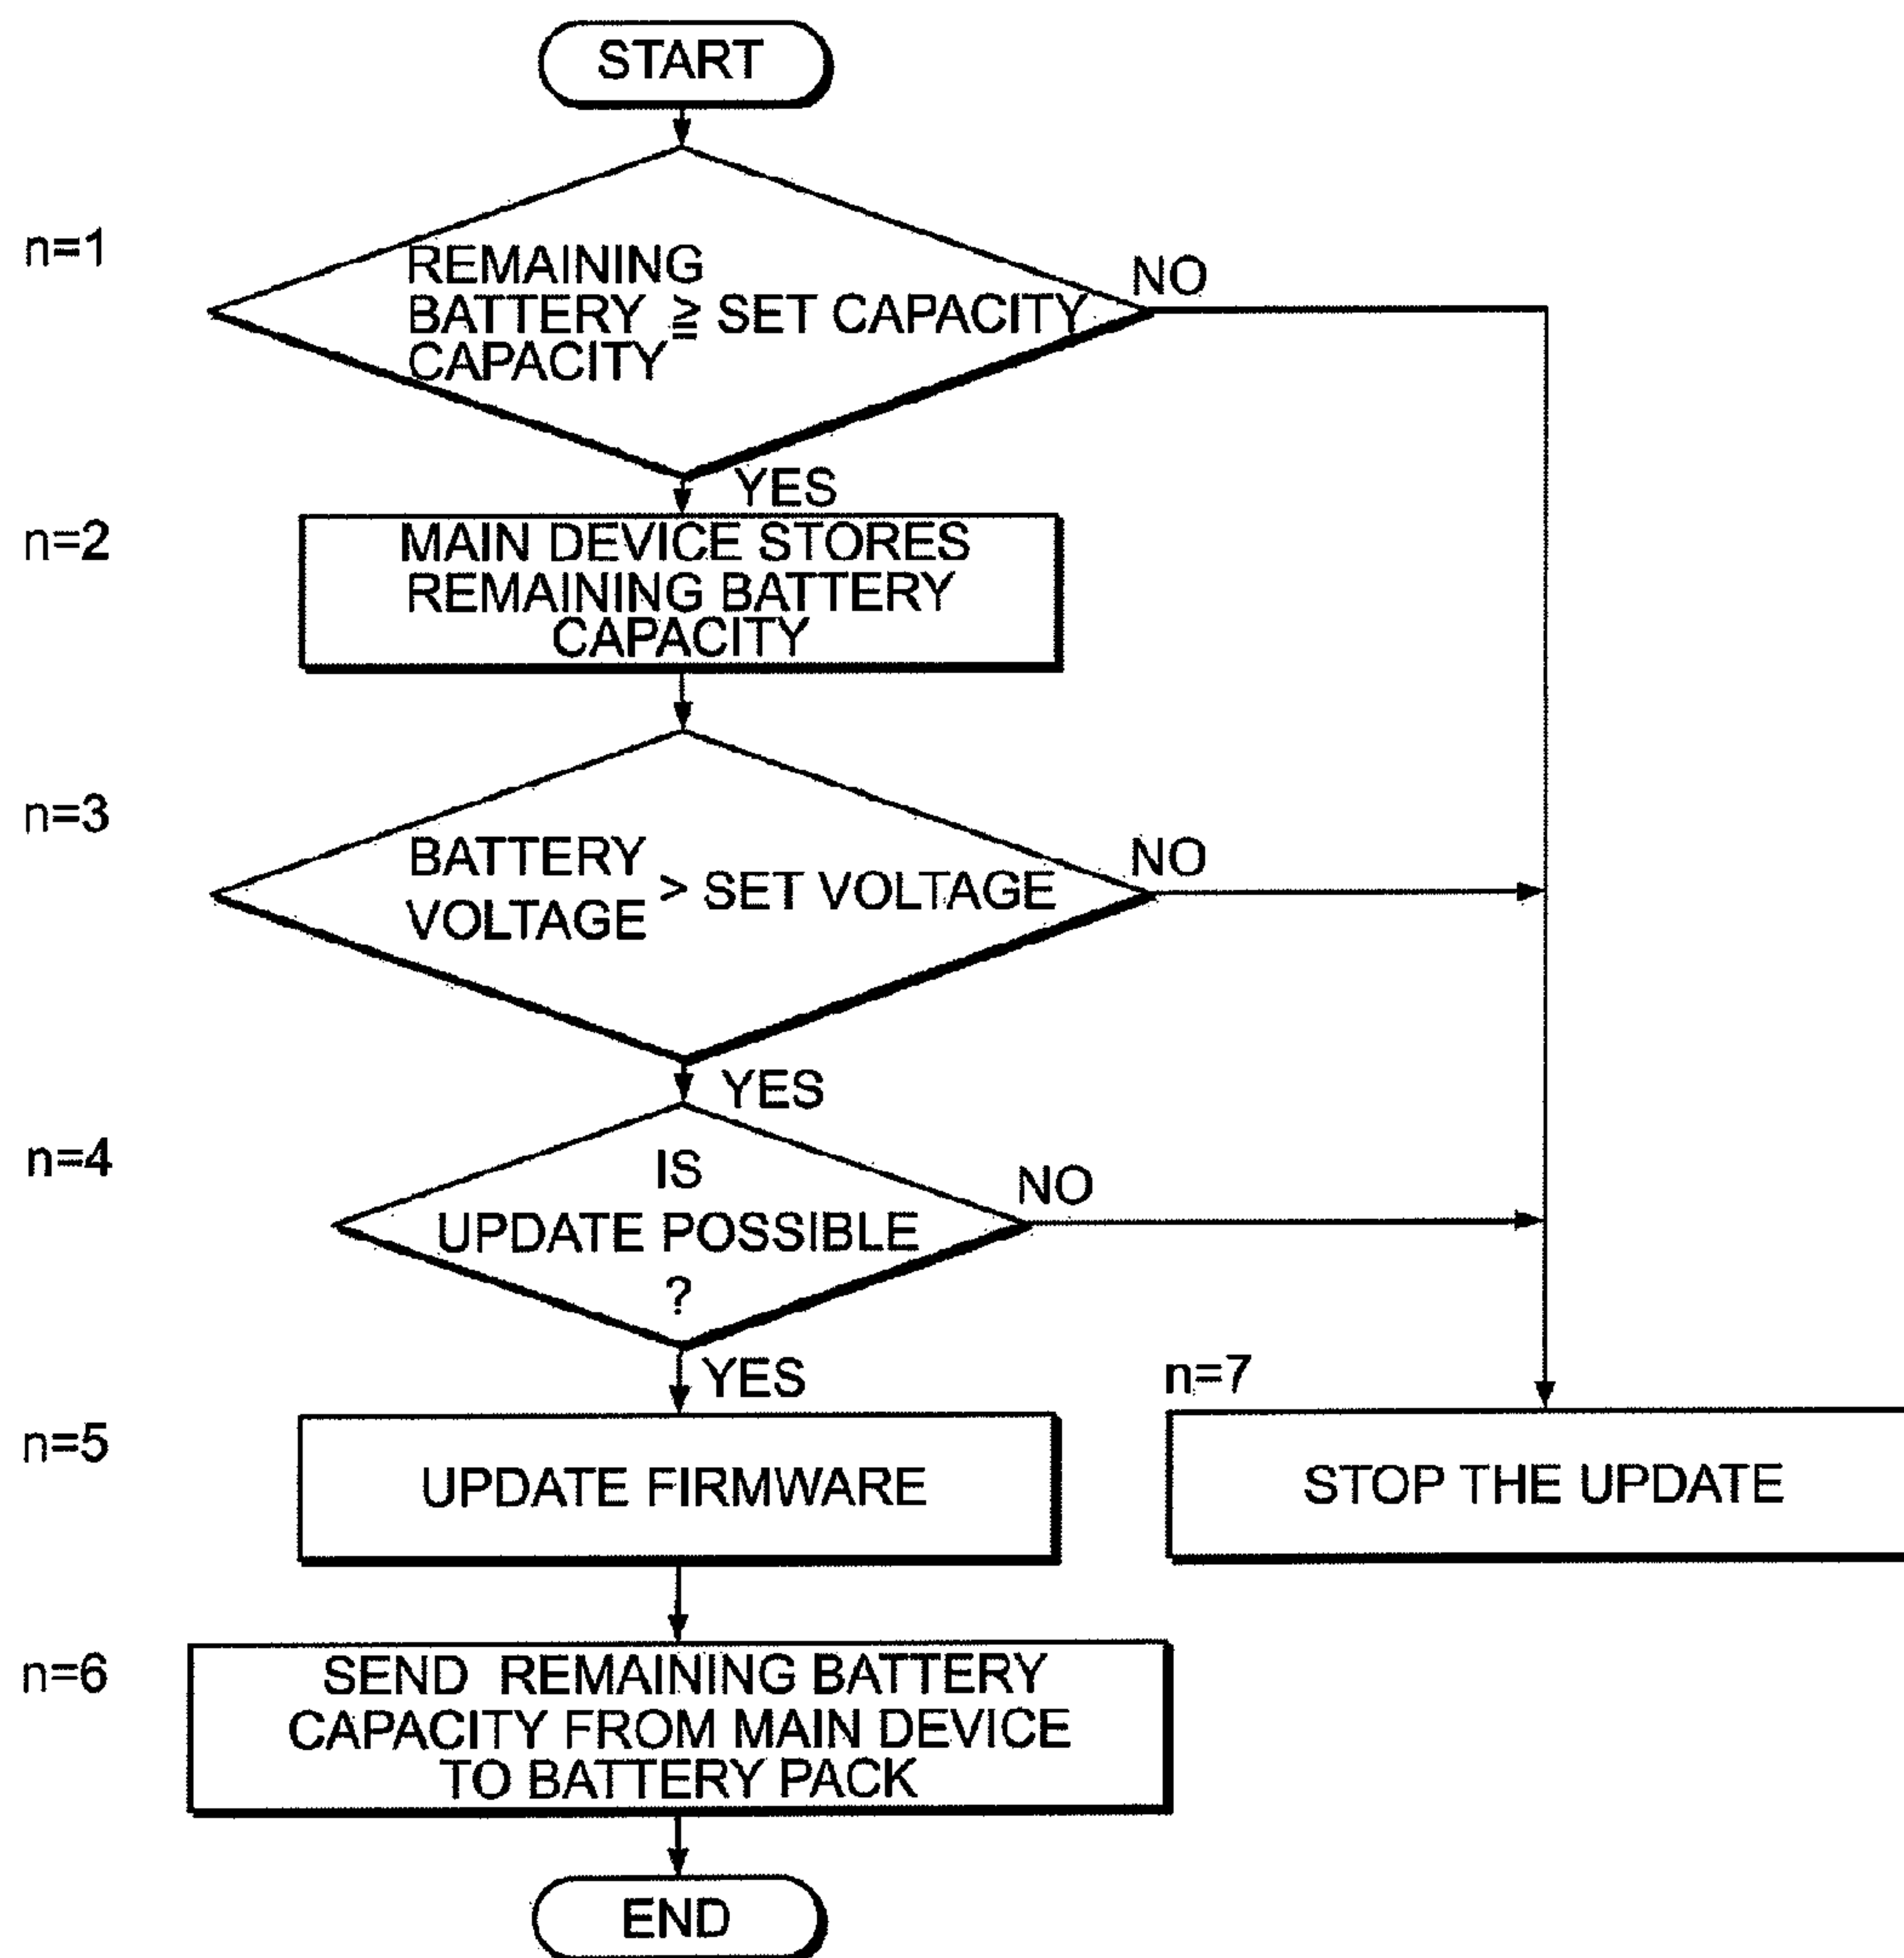 START
n=1
REMAINING
BATTERY ≧ SET CAPACITY
CAPACITY
NO
YES
n=2
MAIN DEVICE STORES
REMAINING BATTERY
CAPACITY
n=3
BATTERY
VOLTAGE
> SET VOLTAGE
NO
YES
n=4
IS
UPDATE POSSIBLE
?
NO
YES
n=5
UPDATE FIRMWARE
n=7
STOP THE UPDATE
n=6
SEND REMAINING BATTERY
CAPACITY FROM MAIN DEVICE
TO BATTERY PACK
END